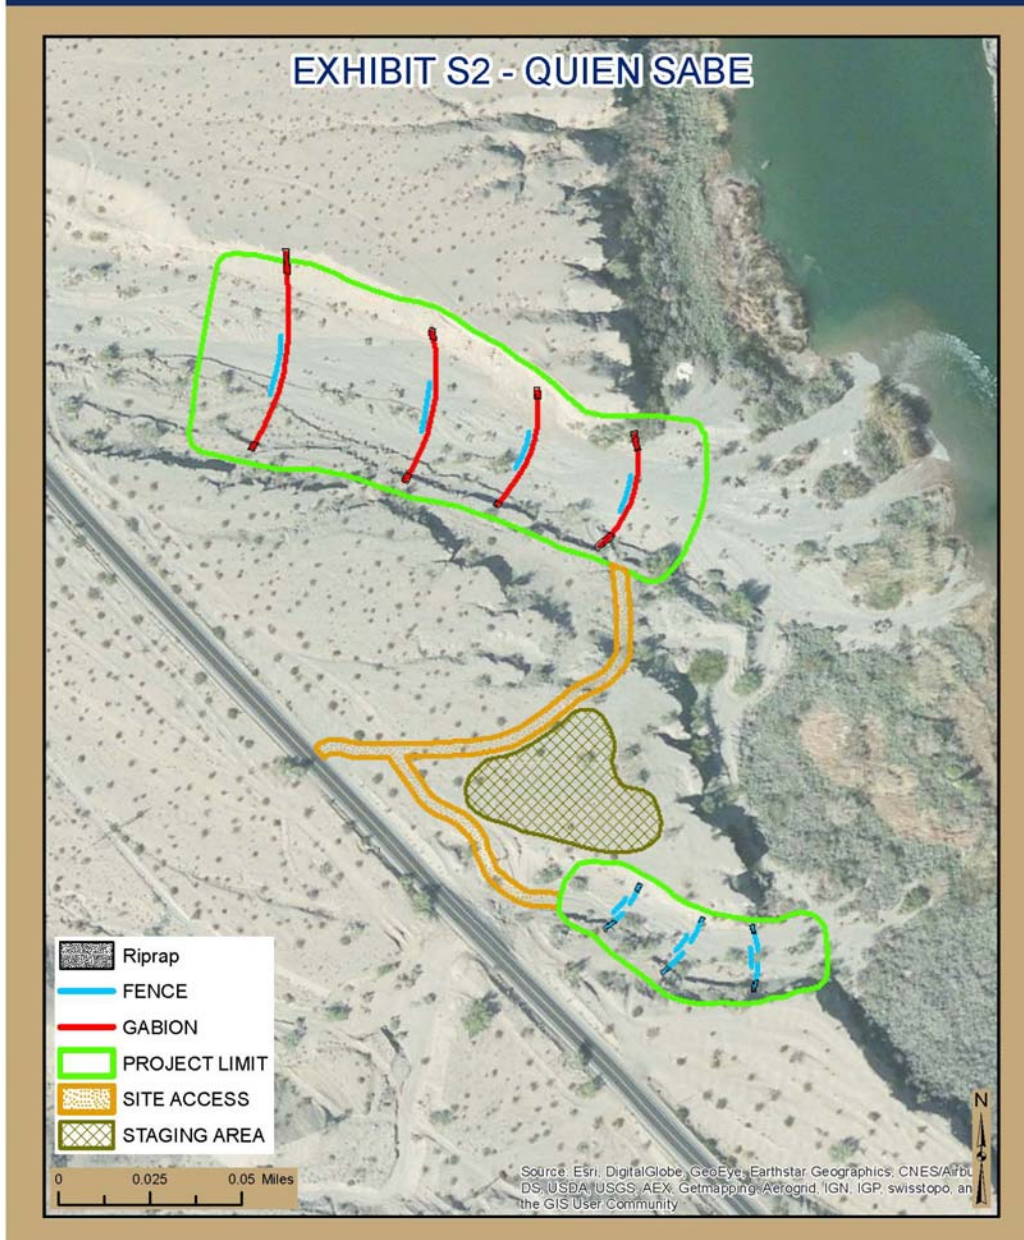 EXHIBIT S2 - QUIEN SABE
Riprap
FENCE
GABION
PROJECT LIMIT
SITE ACCESS
STAGING AREA
0 0.025 0.05 Miles
N
Source: Esri, DigitalGlobe, GeoEye, Earthstar Geographics, CNES/Airbu
DS, USDA, USGS, AEX, Getmapping, Aerogrid, IGN, IGP, swisstopo, an
the GIS User Community